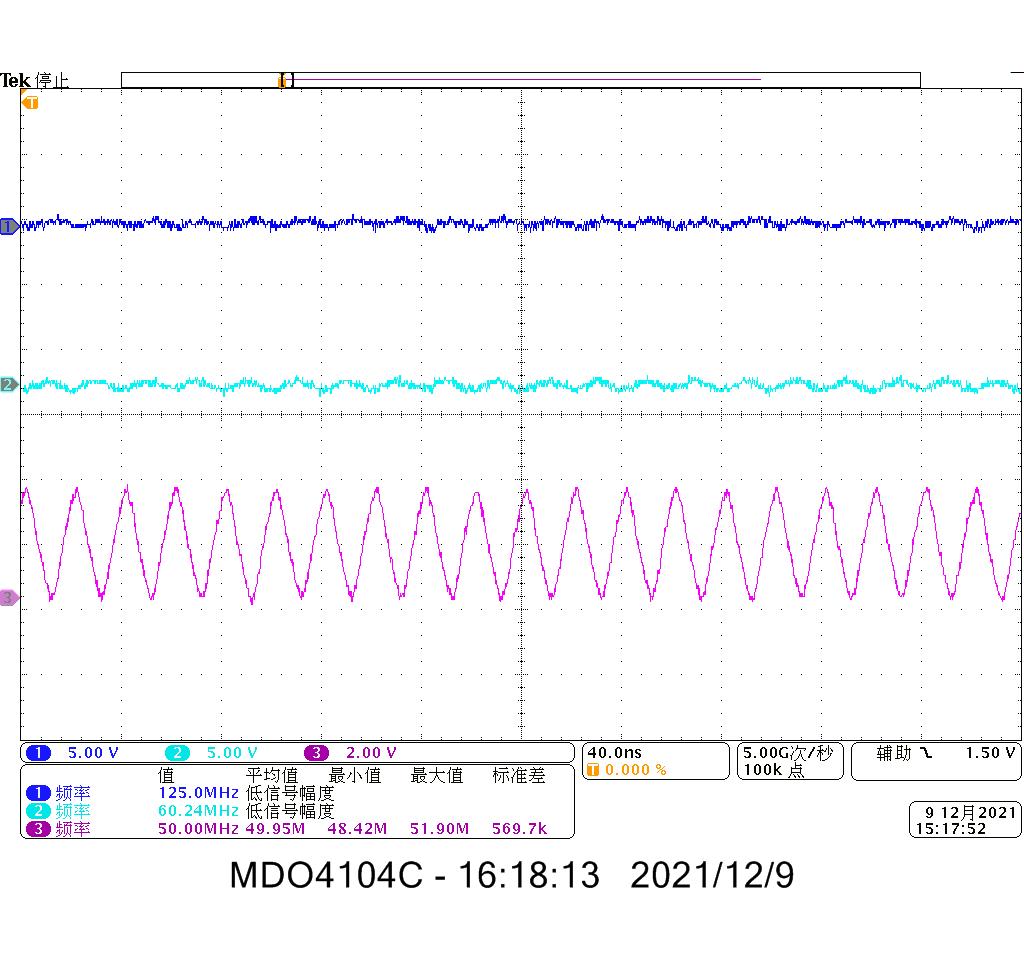 Tek 停止
T
1
2
3
1 5.00 V 2 5.00 V 3 2.00 V
40.0ns
T 0.000 %
5.00G次/秒
100k 点
辅助 1.50 V
值 平均值 最小值 最大值 标准差
1 频率 125.0MHz 低信号幅度
2 频率 60.24MHz 低信号幅度
3 频率 50.00MHz 49.95M 48.42M 51.90M 569.7k
9 12月2021
15:17:52
MDO4104C - 16:18:13 2021/12/9